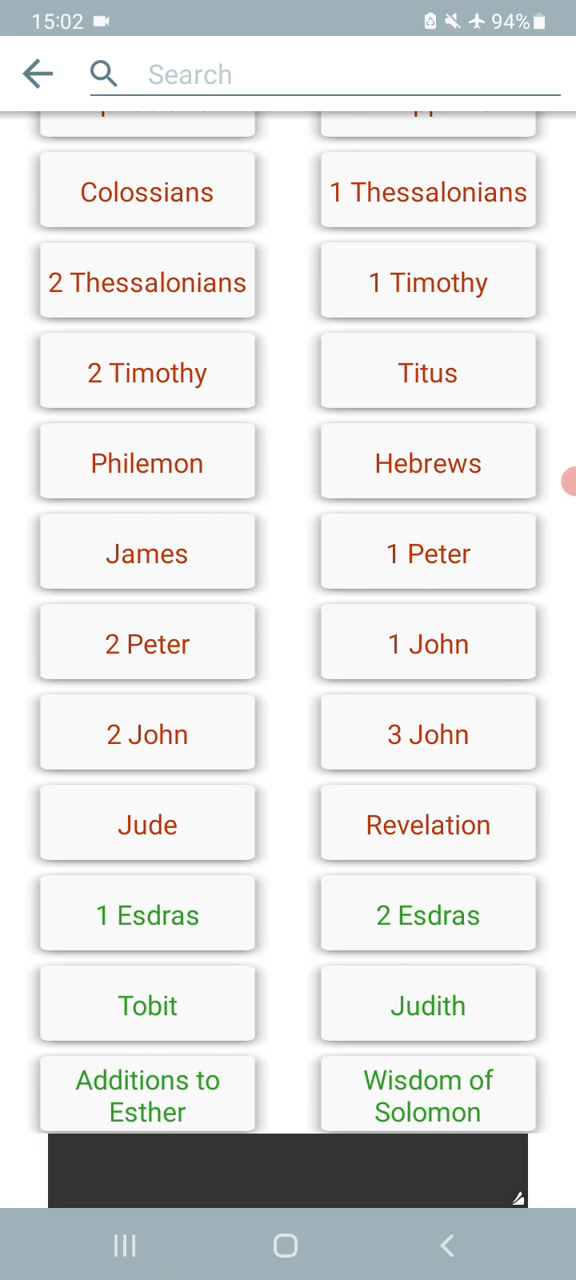 15:02
94%
Search
Colossians
1 Thessalonians
2 Thessalonians
1 Timothy
2 Timothy
Titus
Philemon
Hebrews
James
1 Peter
2 Peter
1 John
2 John
3 John
Jude
Revelation
1 Esdras
2 Esdras
Tobit
Judith
Additions to
Esther
Wisdom of
Solomon